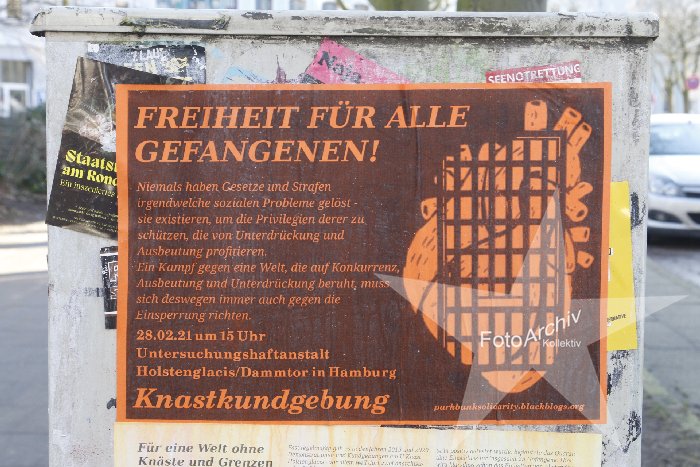 SEENOTRETTUNG
Staats
am Rond
FREIHEIT FÜR ALLE
GEFANGENEN!
Niemals haben Gesetze und Strafen
irgendwelche sozialen Probleme gelöst -
sie existieren, um die Privilegien derer zu
schützen, die von Unterdrückung und
Ausbeutung profitieren.
Ein Kampf gegen eine Welt, die auf Konkurrenz,
Ausbeutung und Unterdrückung beruht, muss
sich deswegen immer auch gegen die
Einsperrung richten.
28.02.21 um 15 Uhr
Untersuchungshaftanstalt
Holstenglacis/Dammtor in Hamburg
Knastkundgebung
parkbanksolidarity.blackblogs.org
FotoArchiv
Kollektiv
Für eine Welt ohne
Knäste und Grenzen